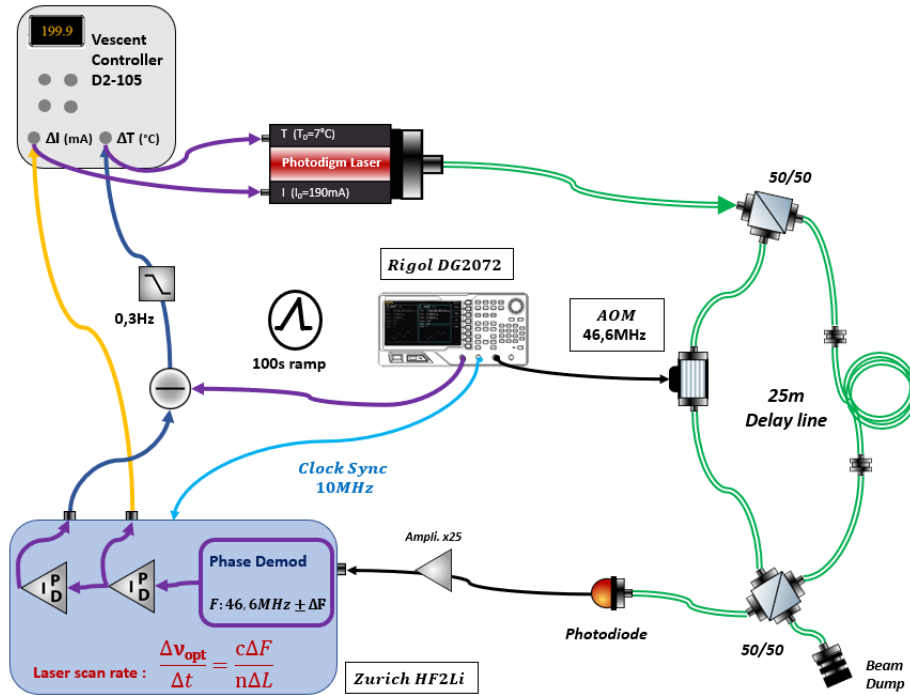 199.9
Vescent
Controller
D2-105
ΔI (mA)
ΔT (°C)
T (T₀=7°C)
Photodigm Laser
I (I₀=190mA)
50/50
0,3Hz
100s ramp
Rigol DG2072
AOM
46,6MHz
25m
Delay line
Clock Sync
10MHz
Ampli. x25
Phase Demod
F: 46, 6MHz ± ΔF
P
I
D
P
I
D
Photodiode
50/50
Laser scan rate : Δν_opt/Δt = cΔF/nΔL
Zurich HF2Li
Beam
Dump